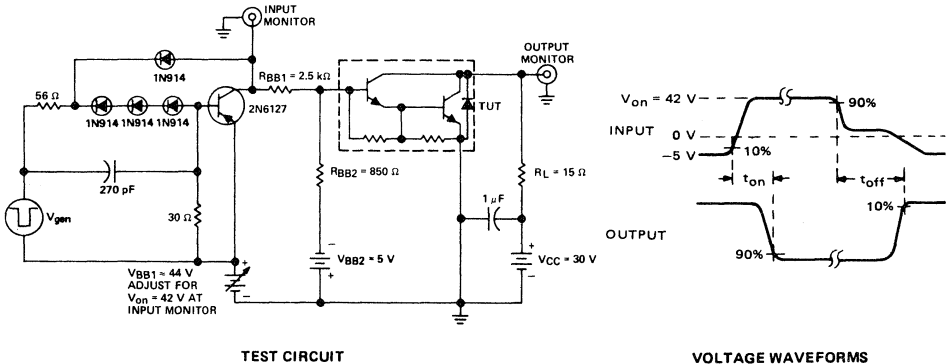 INPUT
MONITOR
OUTPUT
MONITOR
1N914
RBB1 = 2.5 kΩ
56 Ω
2N6127
TUT
1N914 1N914 1N914
270 pF
RBB2 = 850 Ω
RL = 15 Ω
1 µF
Vgen
30 Ω
VBB1 ≈ 44 V
ADJUST FOR
Von = 42 V AT
INPUT MONITOR
+
−
−
VBB2 = 5 V
+
+
VCC = 30 V
−
TEST CIRCUIT
Von = 42 V
90%
INPUT
0 V
−5 V
10%
ton
toff
10%
OUTPUT
90%
VOLTAGE WAVEFORMS